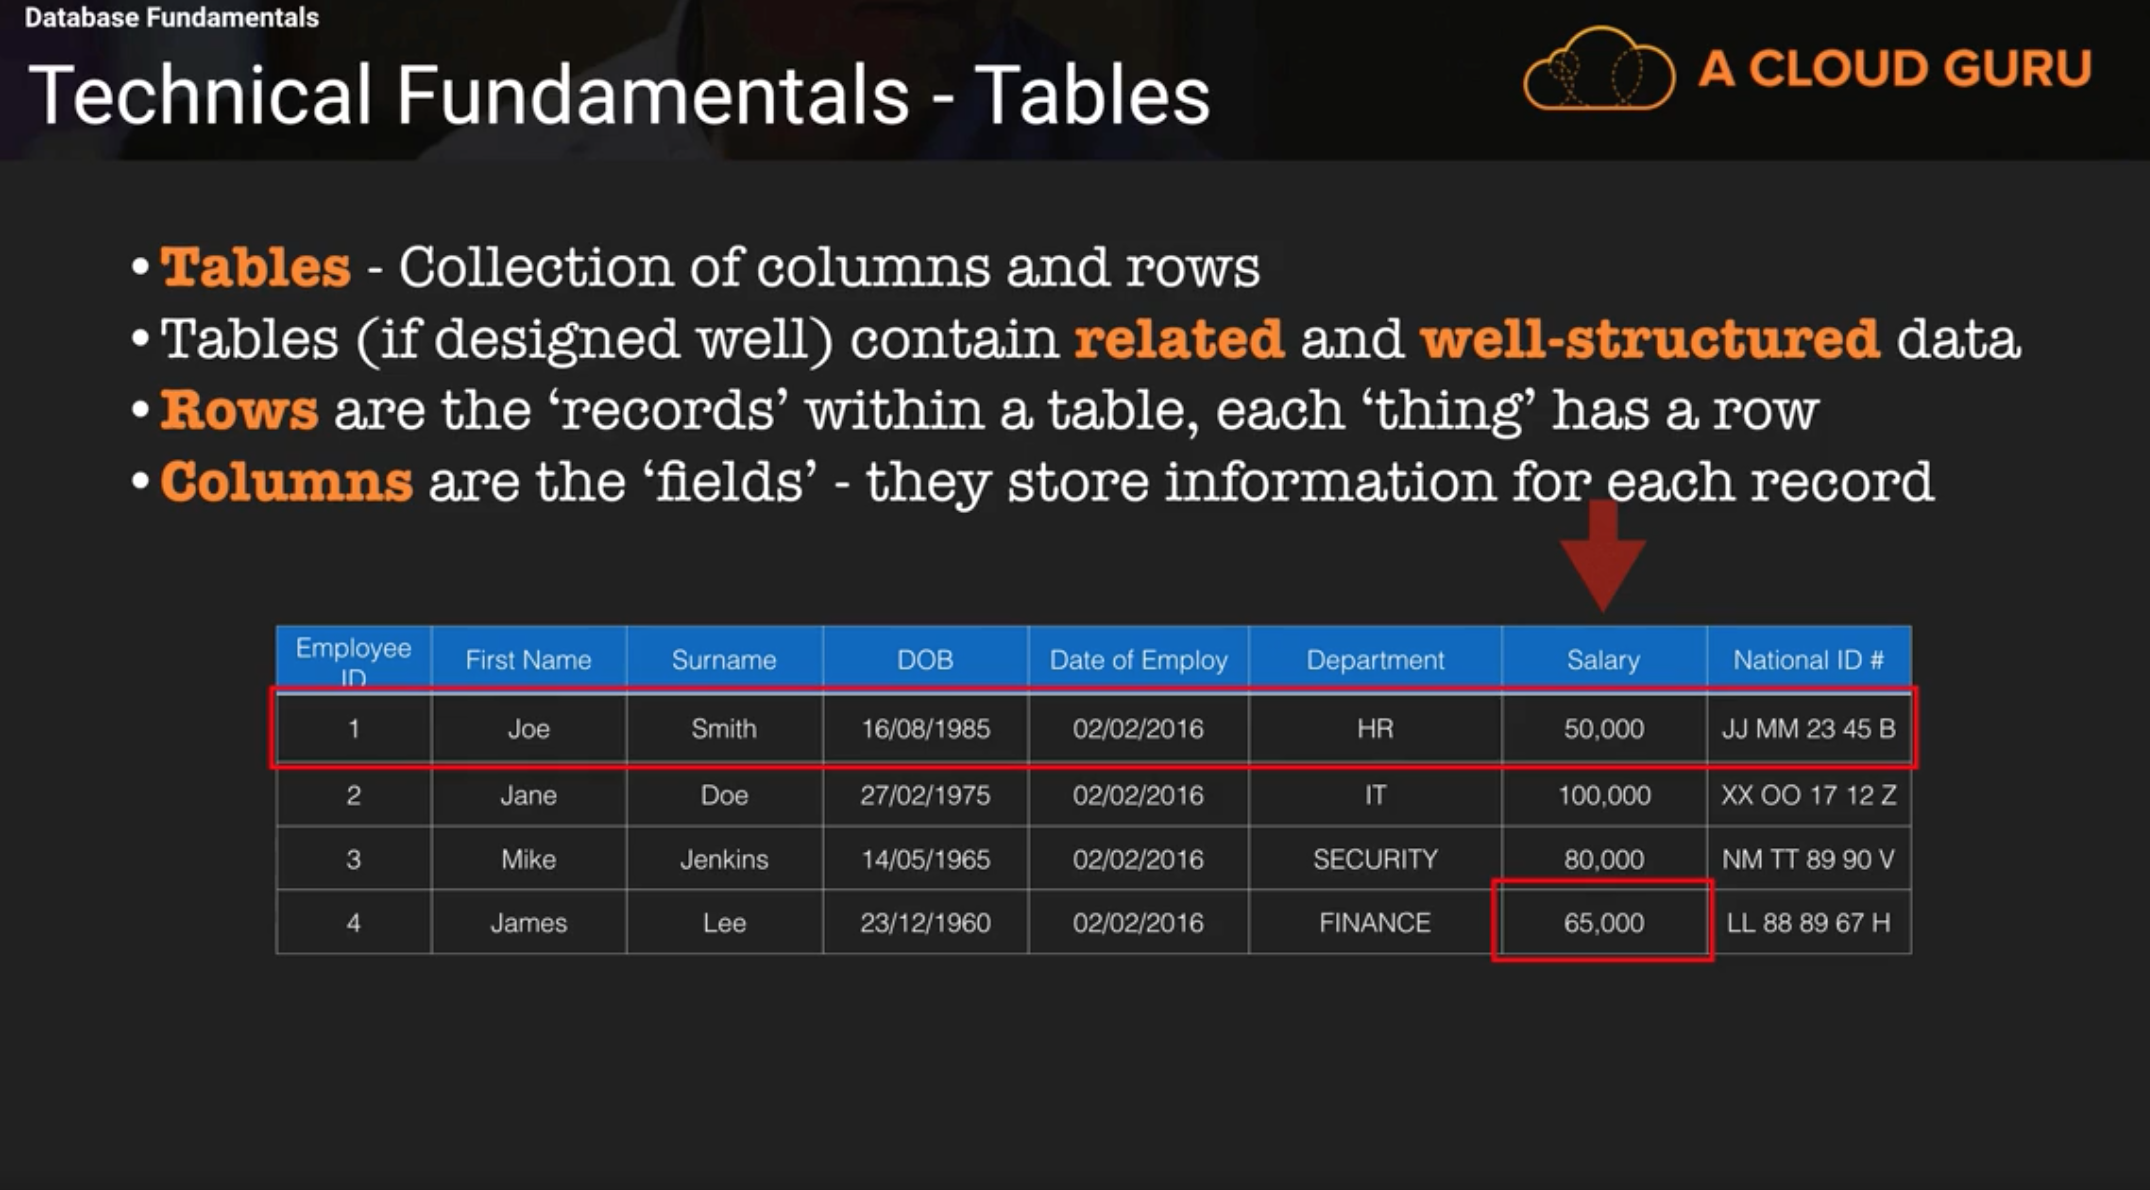 Database Fundamentals
Technical Fundamentals - Tables
A CLOUD GURU
• Tables - Collection of columns and rows
• Tables (if designed well) contain related and well-structured data
• Rows are the ‘records’ within a table, each ‘thing’ has a row
• Columns are the ‘fields’ - they store information for each record
Employee ID First Name Surname DOB Date of Employ Department Salary National ID #
1 Joe Smith 16/08/1985 02/02/2016 HR 50,000 JJ MM 23 45 B
2 Jane Doe 27/02/1975 02/02/2016 IT 100,000 XX OO 17 12 Z
3 Mike Jenkins 14/05/1965 02/02/2016 SECURITY 80,000 NM TT 89 90 V
4 James Lee 23/12/1960 02/02/2016 FINANCE 65,000 LL 88 89 67 H